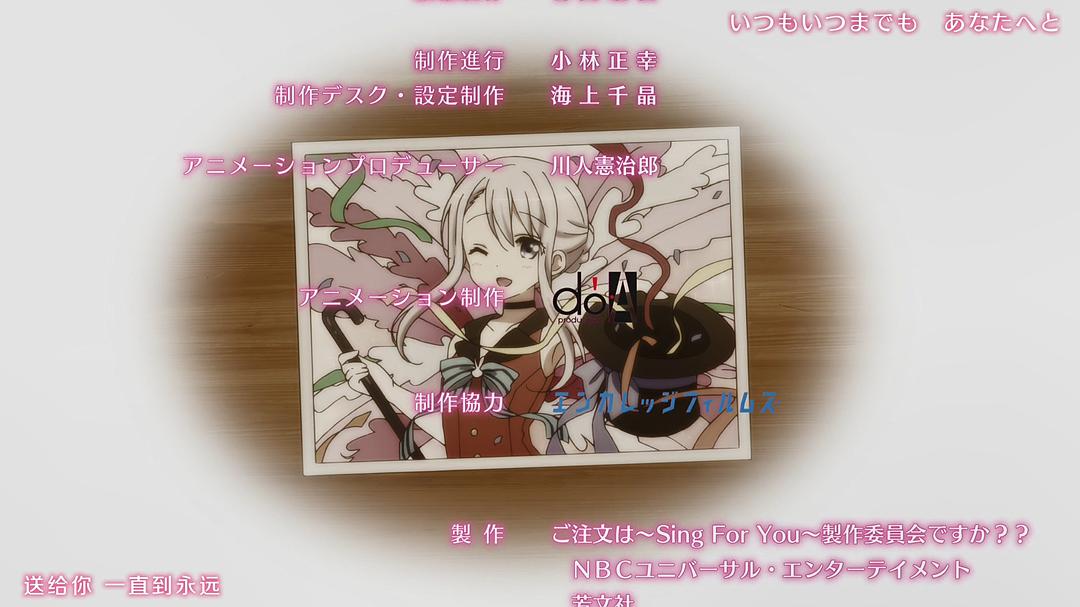 いつもいつまでも　あなたへと
制作進行　小林正幸
制作デスク・設定制作　海上千晶
アニメーションプロデューサー　川人憲治郎
アニメーション制作　
制作協力　エンカレッジフィルムズ
製作　ご注文は～Sing For You～製作委員会ですか？？
NBCユニバーサル・エンターテイメント
芳文社
送给你 一直到永远